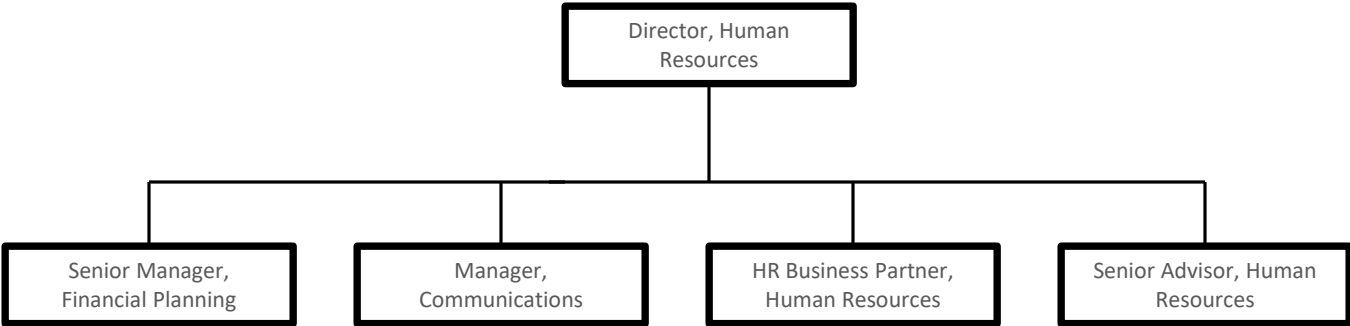 Director, Human
Resources
Senior Manager,
Financial Planning
Manager,
Communications
HR Business Partner,
Human Resources
Senior Advisor, Human
Resources